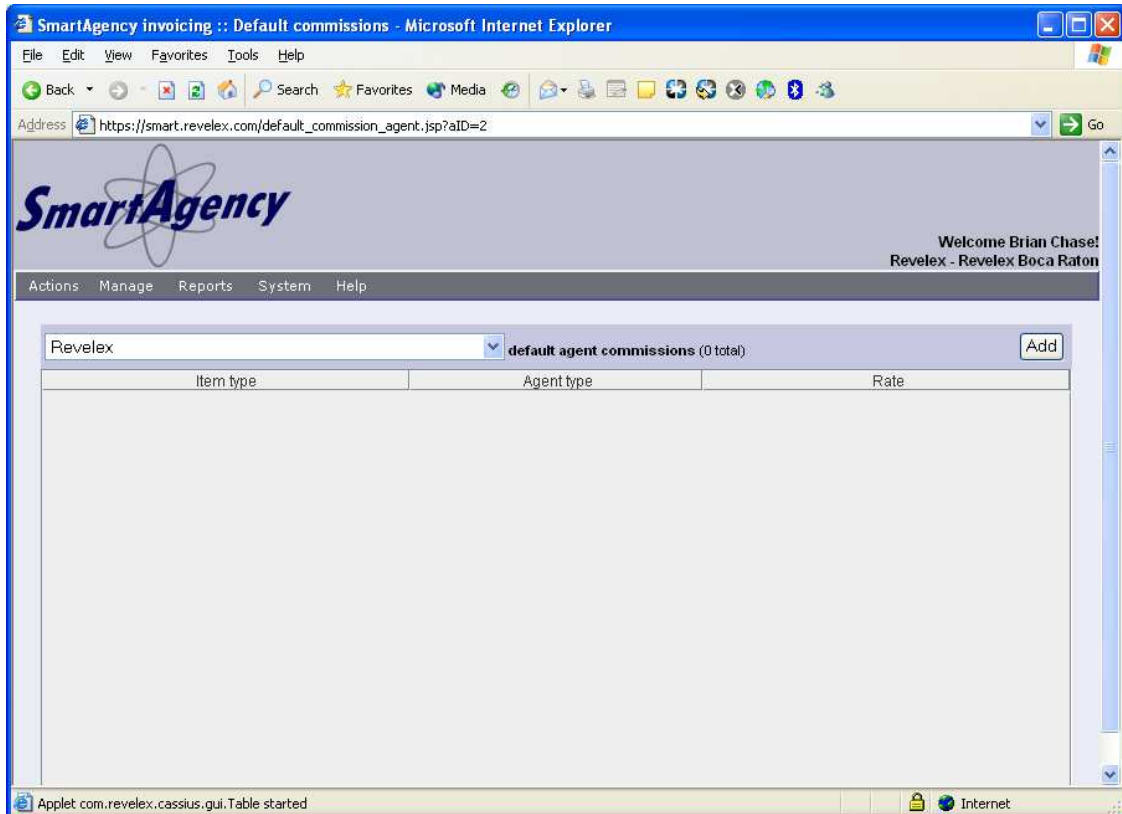 SmartAgency invoicing :: Default commissions - Microsoft Internet Explorer
File Edit View Favorites Tools Help
Back Search Favorites Media
Address https://smart.revelex.com/default_commission_agent.jsp?aID=2 Go
SmartAgency
Welcome Brian Chase!
Revelex - Revelex Boca Raton
Actions Manage Reports System Help
Revelex default agent commissions (0 total) Add
Item type Agent type Rate
Applet com.revelex.cassius.gui.Table started Internet